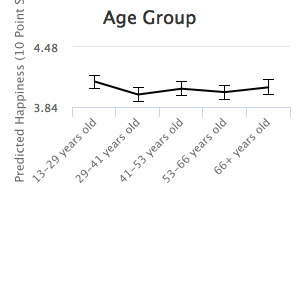 Age Group
Predicted Happiness (10 Point
4.48
3.84
13–29 years old
29–41 years old
41–53 years old
53–66 years old
66+ years old